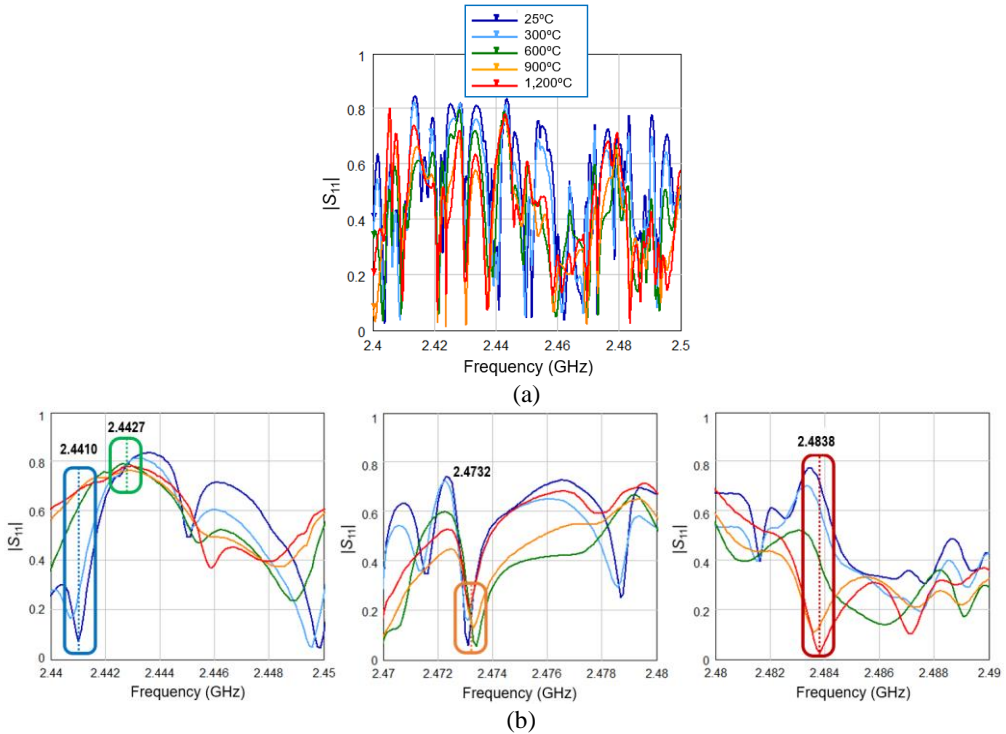 25ºC
300ºC
600ºC
900ºC
1,200ºC
1
0.8
0.6
0.4
0.2
0
|S11|
2.4 2.42 2.44 2.46 2.48 2.5
Frequency (GHz)
(a)
1
0.8
0.6
0.4
0.2
0
|S11|
2.4410
2.4427
2.44 2.442 2.444 2.446 2.448 2.45
Frequency (GHz)
1
0.8
0.6
0.4
0.2
0
|S11|
2.4732
2.47 2.472 2.474 2.476 2.478 2.48
Frequency (GHz)
1
0.8
0.6
0.4
0.2
0
|S11|
2.4838
2.48 2.482 2.484 2.486 2.488 2.49
Frequency (GHz)
(b)